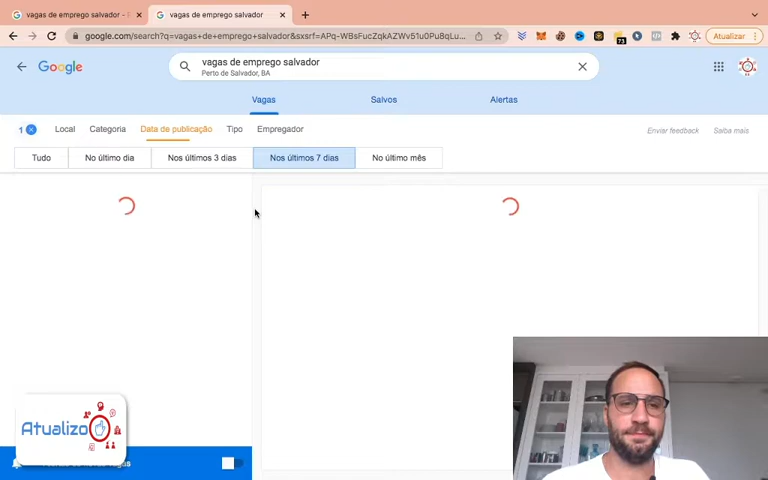 vagas de emprego salvador -
vagas de emprego salvador
google.com/search?q=vagas+de+emprego+salvador&sxsrf=APq-WBsFucZqkAZWv51u0Pu8qLu...
73
Atualizar
Google
vagas de emprego salvador
Perto de Salvador, BA
Vagas
Salvos
Alertas
1
Local
Categoria
Data de publicação
Tipo
Empregador
Enviar feedback
Saiba mais
Tudo
No último dia
Nos últimos 3 dias
Nos últimos 7 dias
No último mês
Atualizo